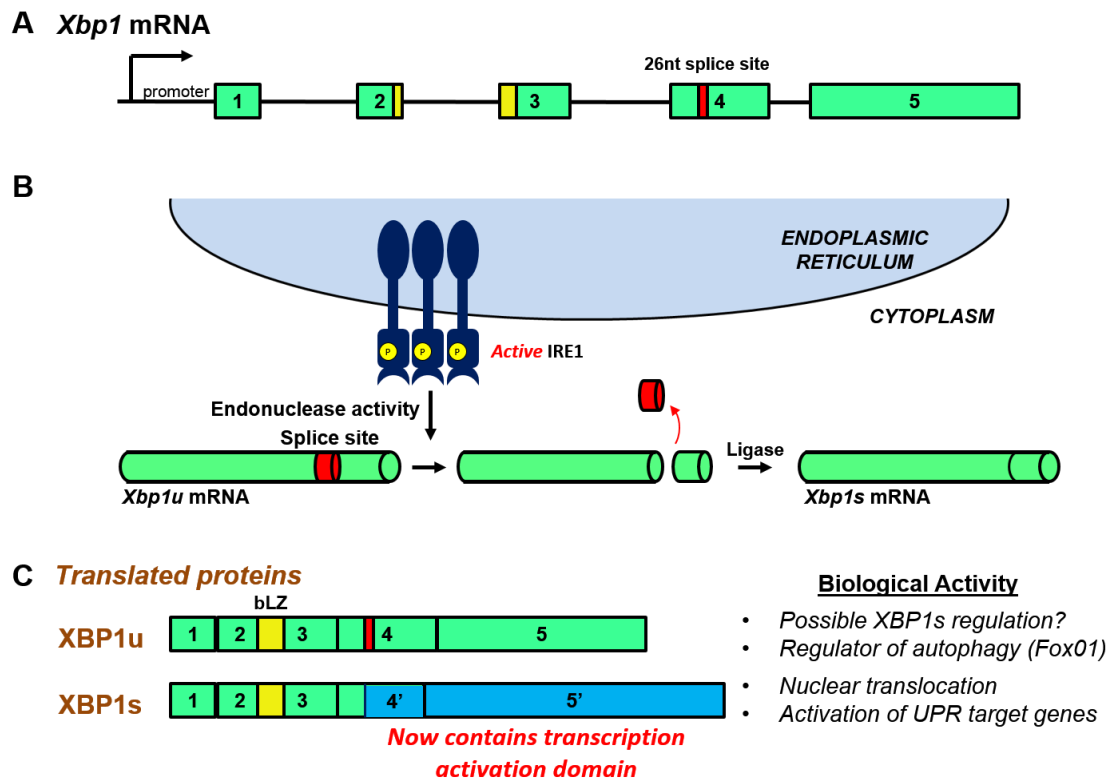 A Xbp1 mRNA
26nt splice site
promoter
1
2
3
4
5
B
ENDOPLASMIC
RETICULUM
CYTOPLASM
P P P
Active IRE1
Endonuclease activity
Splice site
Ligase
Xbp1u mRNA
Xbp1s mRNA
C Translated proteins
bLZ
XBP1u
1 2 3 4 5
XBP1s
1 2 3 4' 5'
Now contains transcription
activation domain
Biological Activity
• Possible XBP1s regulation?
• Regulator of autophagy (Fox01)
• Nuclear translocation
• Activation of UPR target genes